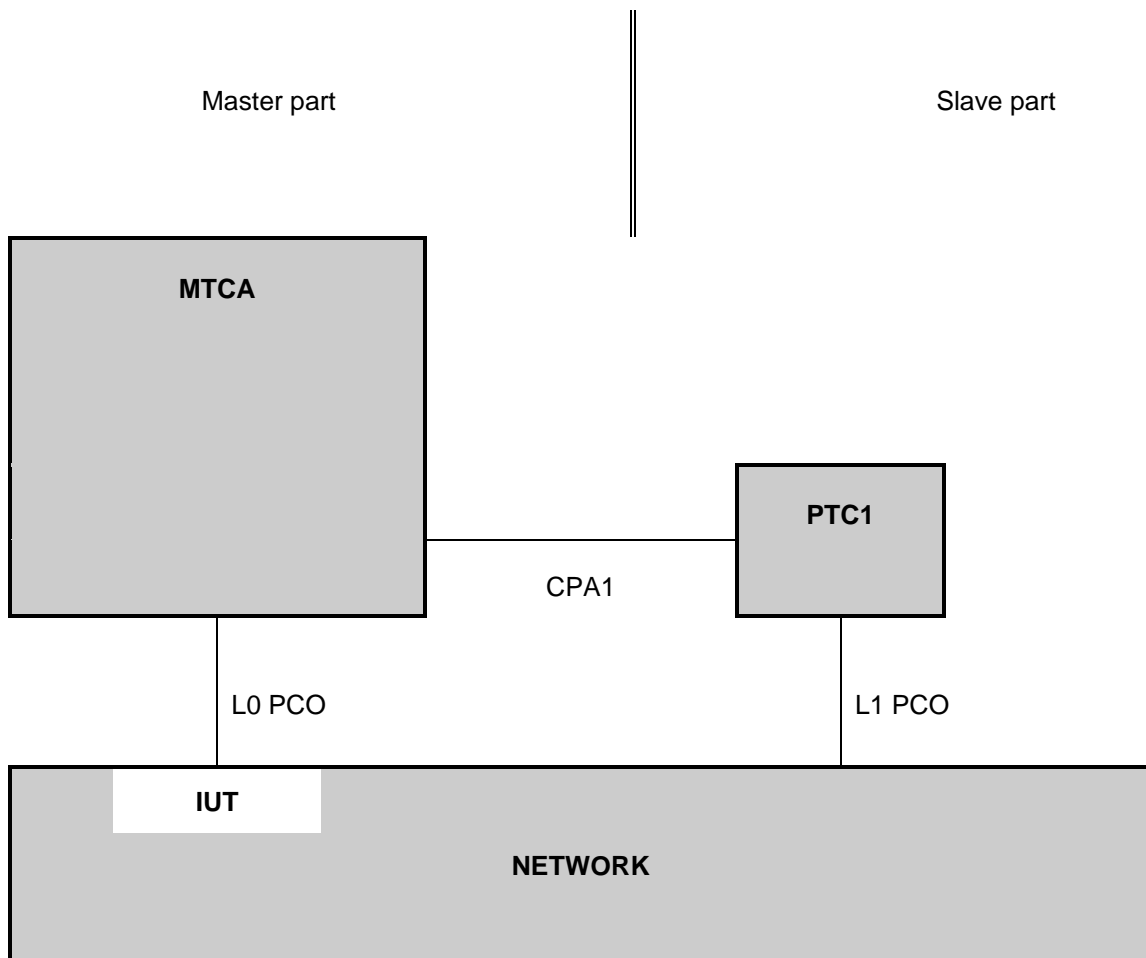 Master part
Slave part
MTCA
PTC1
CPA1
L0 PCO
L1 PCO
IUT
NETWORK